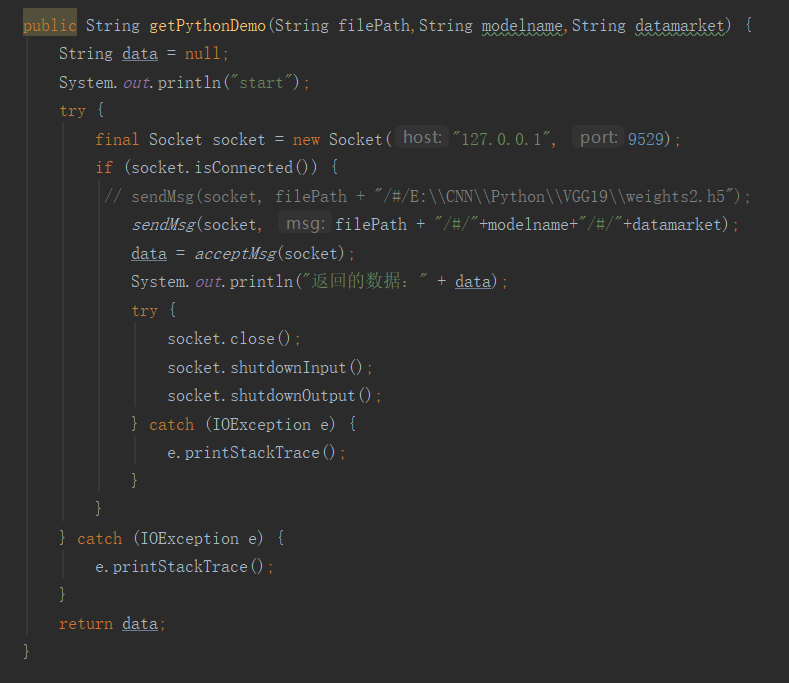 public String getPythonDemo(String filePath,String modelname,String datamarket) {
String data = null;
System.out.println("start");
try {
final Socket socket = new Socket( host: "127.0.0.1", port: 9529);
if (socket.isConnected()) {
// sendMsg(socket, filePath + "/#/E:\\CNN\\Python\\VGG19\\weights2.h5");
sendMsg(socket, msg: filePath + "/#/"+modelname+"/#/"+datamarket);
data = acceptMsg(socket);
System.out.println("返回的数据：" + data);
try {
socket.close();
socket.shutdownInput();
socket.shutdownOutput();
} catch (IOException e) {
e.printStackTrace();
}
}
} catch (IOException e) {
e.printStackTrace();
}
return data;
}